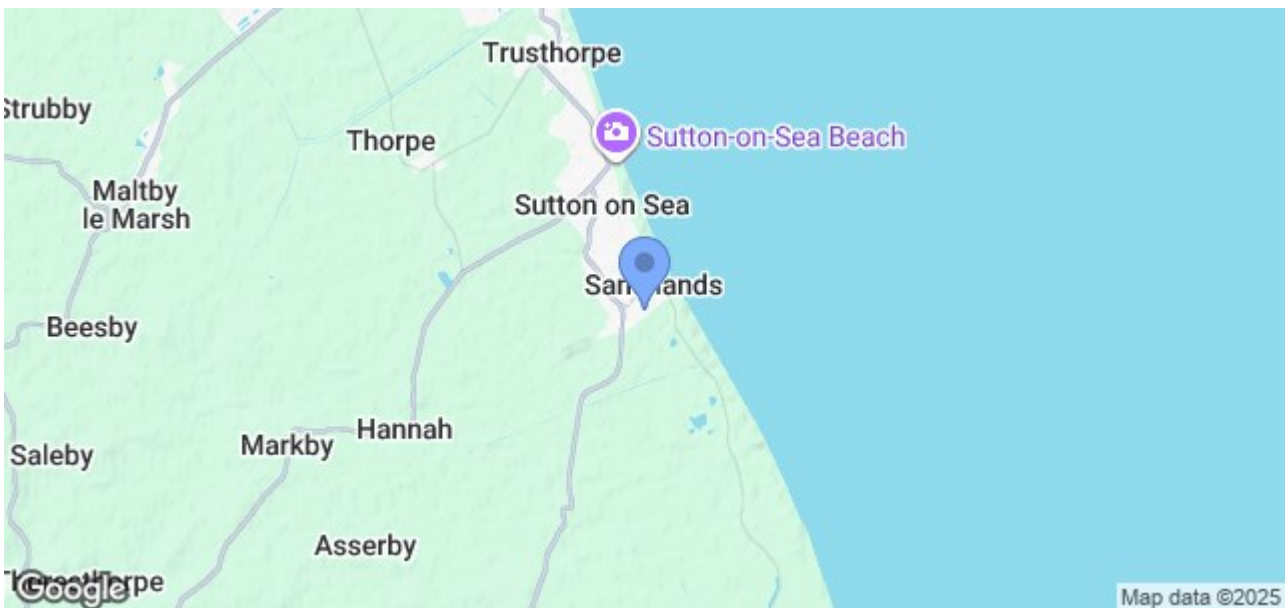 Trusthorpe
Strubby
Thorpe
Sutton-on-Sea Beach
Maltby
le Marsh
Sutton on Sea
Beesby
Hannah
Markby
Saleby
Asserby
Google
Map data ©2025